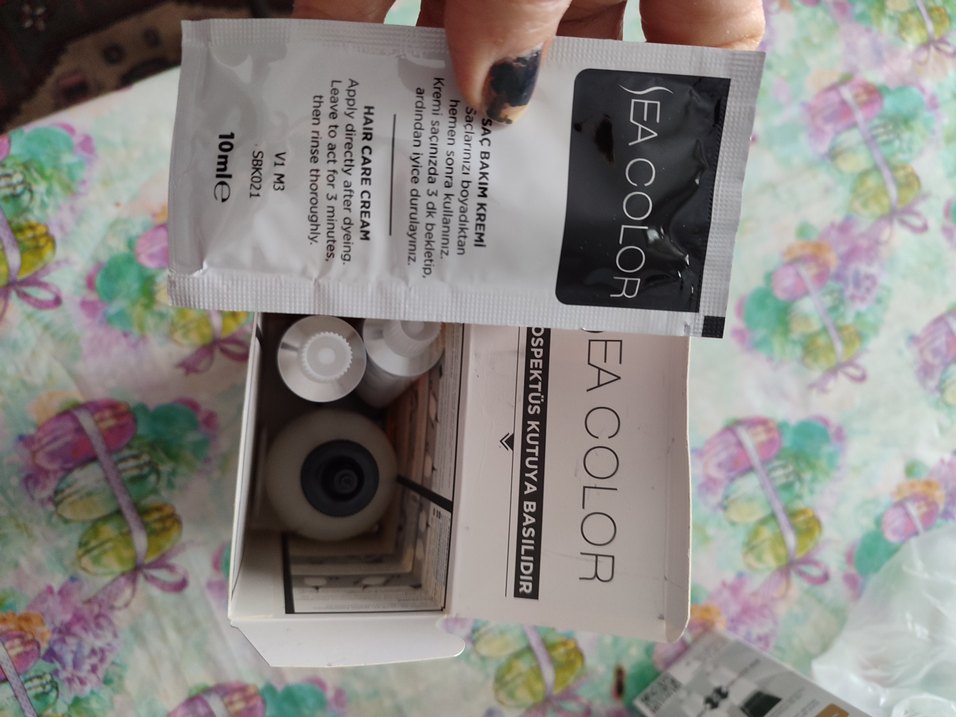 SEA COLOR
SAÇ BAKIM KREMİ
Saçlarınızı boyadıktan
hemen sonra kullanınız.
Kremi saçınızda 3 dk bekletip,
ardından iyice durulayınız.
HAIR CARE CREAM
Apply directly after dyeing.
Leave to act for 3 minutes,
then rinse thoroughly.
V1 M3
SBK021
10ml℮
SEA COLOR
OSPEKTÜS KUTUYA BASILIDIR